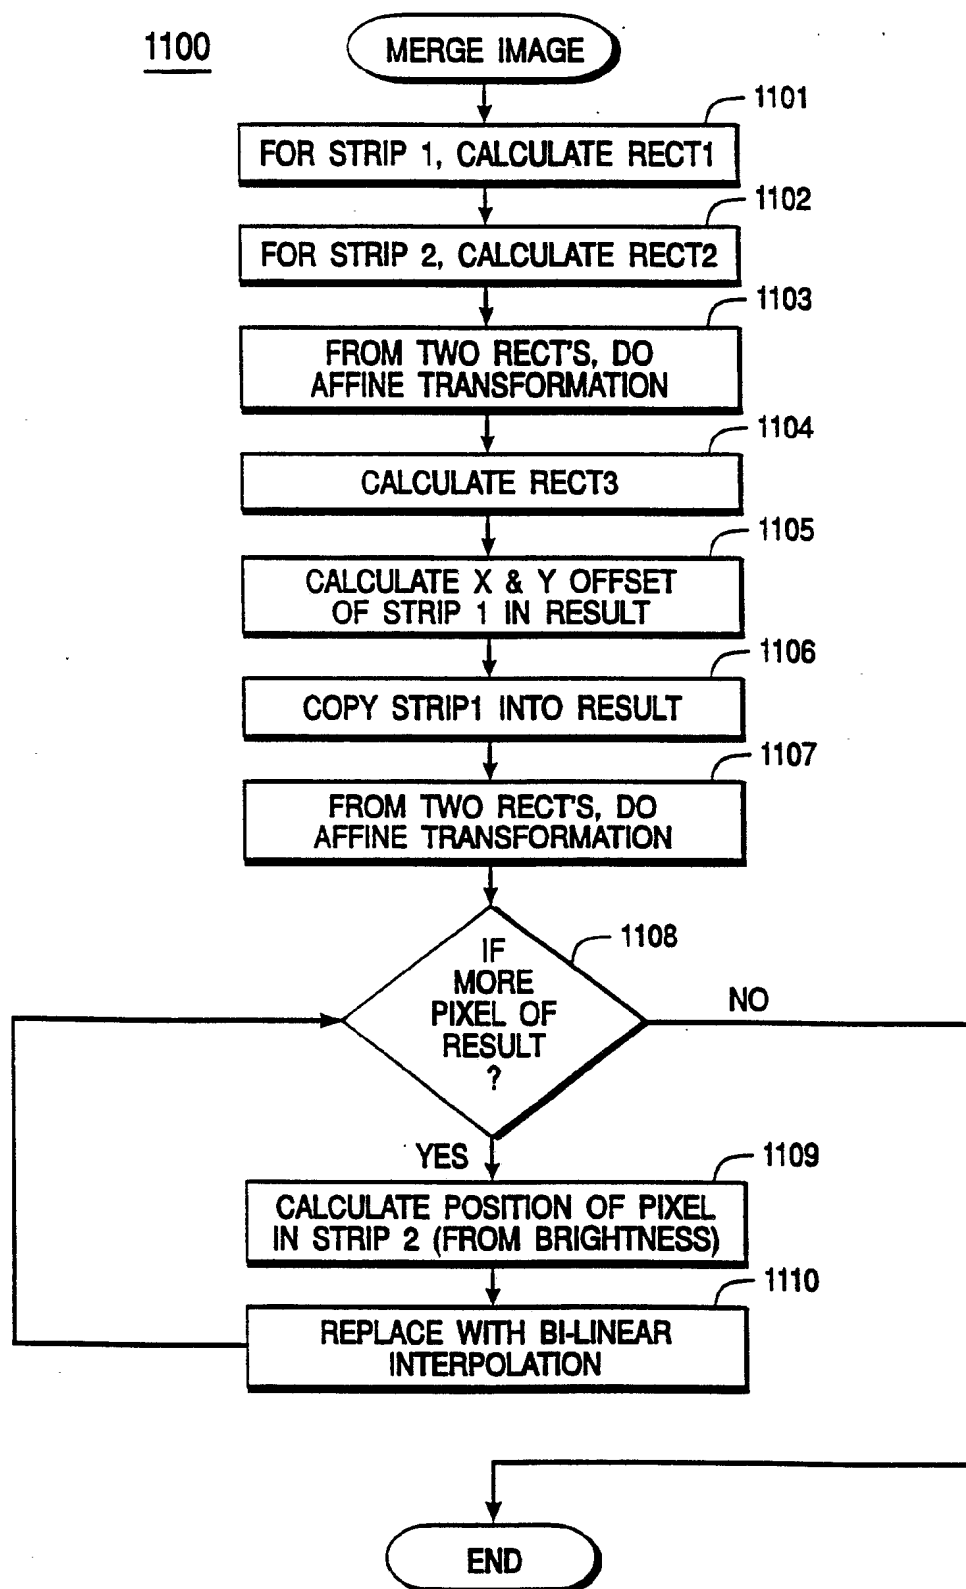 1100
MERGE IMAGE
1101
FOR STRIP 1, CALCULATE RECT1
1102
FOR STRIP 2, CALCULATE RECT2
1103
FROM TWO RECT'S, DO
AFFINE TRANSFORMATION
1104
CALCULATE RECT3
1105
CALCULATE X & Y OFFSET
OF STRIP 1 IN RESULT
1106
COPY STRIP1 INTO RESULT
1107
FROM TWO RECT'S, DO
AFFINE TRANSFORMATION
1108
IF
MORE
PIXEL OF
RESULT
?
NO
YES
1109
CALCULATE POSITION OF PIXEL
IN STRIP 2 (FROM BRIGHTNESS)
1110
REPLACE WITH BI-LINEAR
INTERPOLATION
END